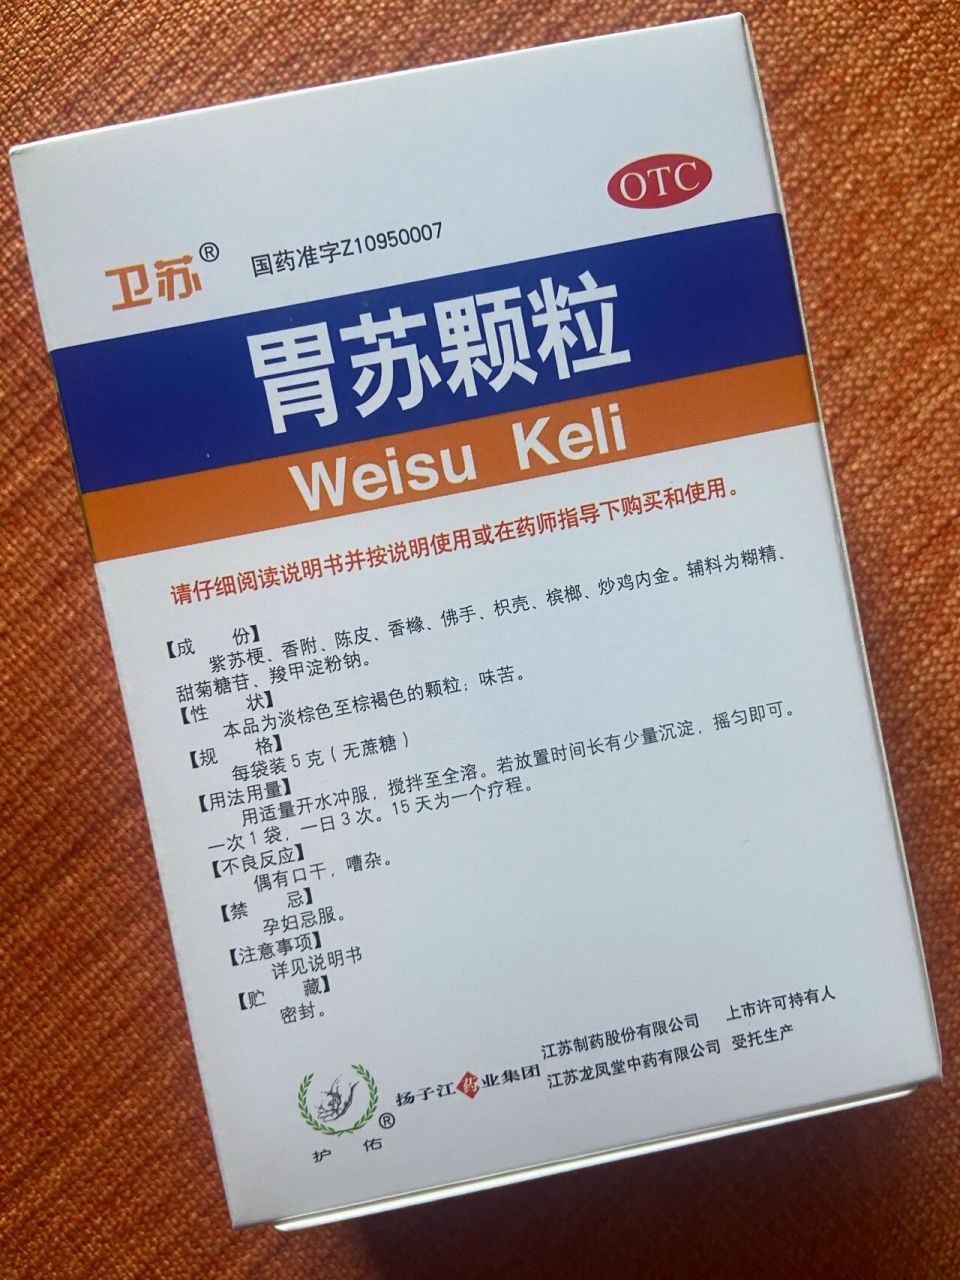 OTC
卫苏® 国药准字Z10950007
胃苏颗粒
Weisu Keli
请仔细阅读说明书并按说明使用或在药师指导下购买和使用。
【成 份】
紫苏梗、香附、陈皮、香橼、佛手、枳壳、槟榔、炒鸡内金。辅料为糊精、
甜菊糖苷、羧甲淀粉钠。
【性 状】
本品为淡棕色至棕褐色的颗粒；味苦。
【规 格】
每袋装5克（无蔗糖）
【用法用量】
用适量开水冲服，搅拌至全溶。若放置时间长有少量沉淀，摇匀即可。
一次1袋，一日3次。15天为一个疗程。
【不良反应】
偶有口干，嘈杂。
【禁 忌】
孕妇忌服。
【注意事项】
详见说明书
【贮 藏】
密封。
护佑®
扬子江药业集团
江苏制药股份有限公司 上市许可持有人
江苏龙凤堂中药有限公司 受托生产